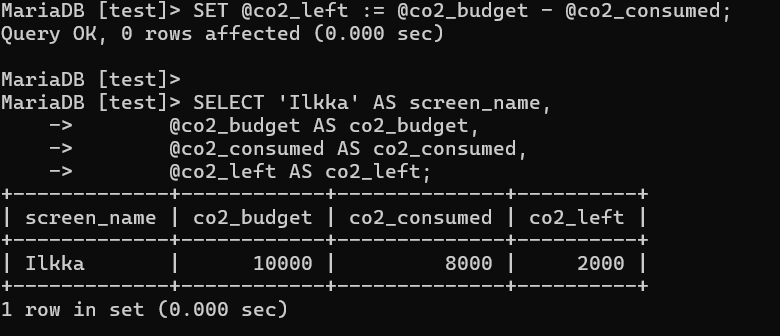 MariaDB [test]> SET @co2_left := @co2_budget - @co2_consumed;
Query OK, 0 rows affected (0.000 sec)

MariaDB [test]>
MariaDB [test]> SELECT 'Ilkka' AS screen_name,
    ->        @co2_budget AS co2_budget,
    ->        @co2_consumed AS co2_consumed,
    ->        @co2_left AS co2_left;
+-------------+------------+--------------+----------+
| screen_name | co2_budget | co2_consumed | co2_left |
+-------------+------------+--------------+----------+
| Ilkka       |      10000 |         8000 |     2000 |
+-------------+------------+--------------+----------+
1 row in set (0.000 sec)